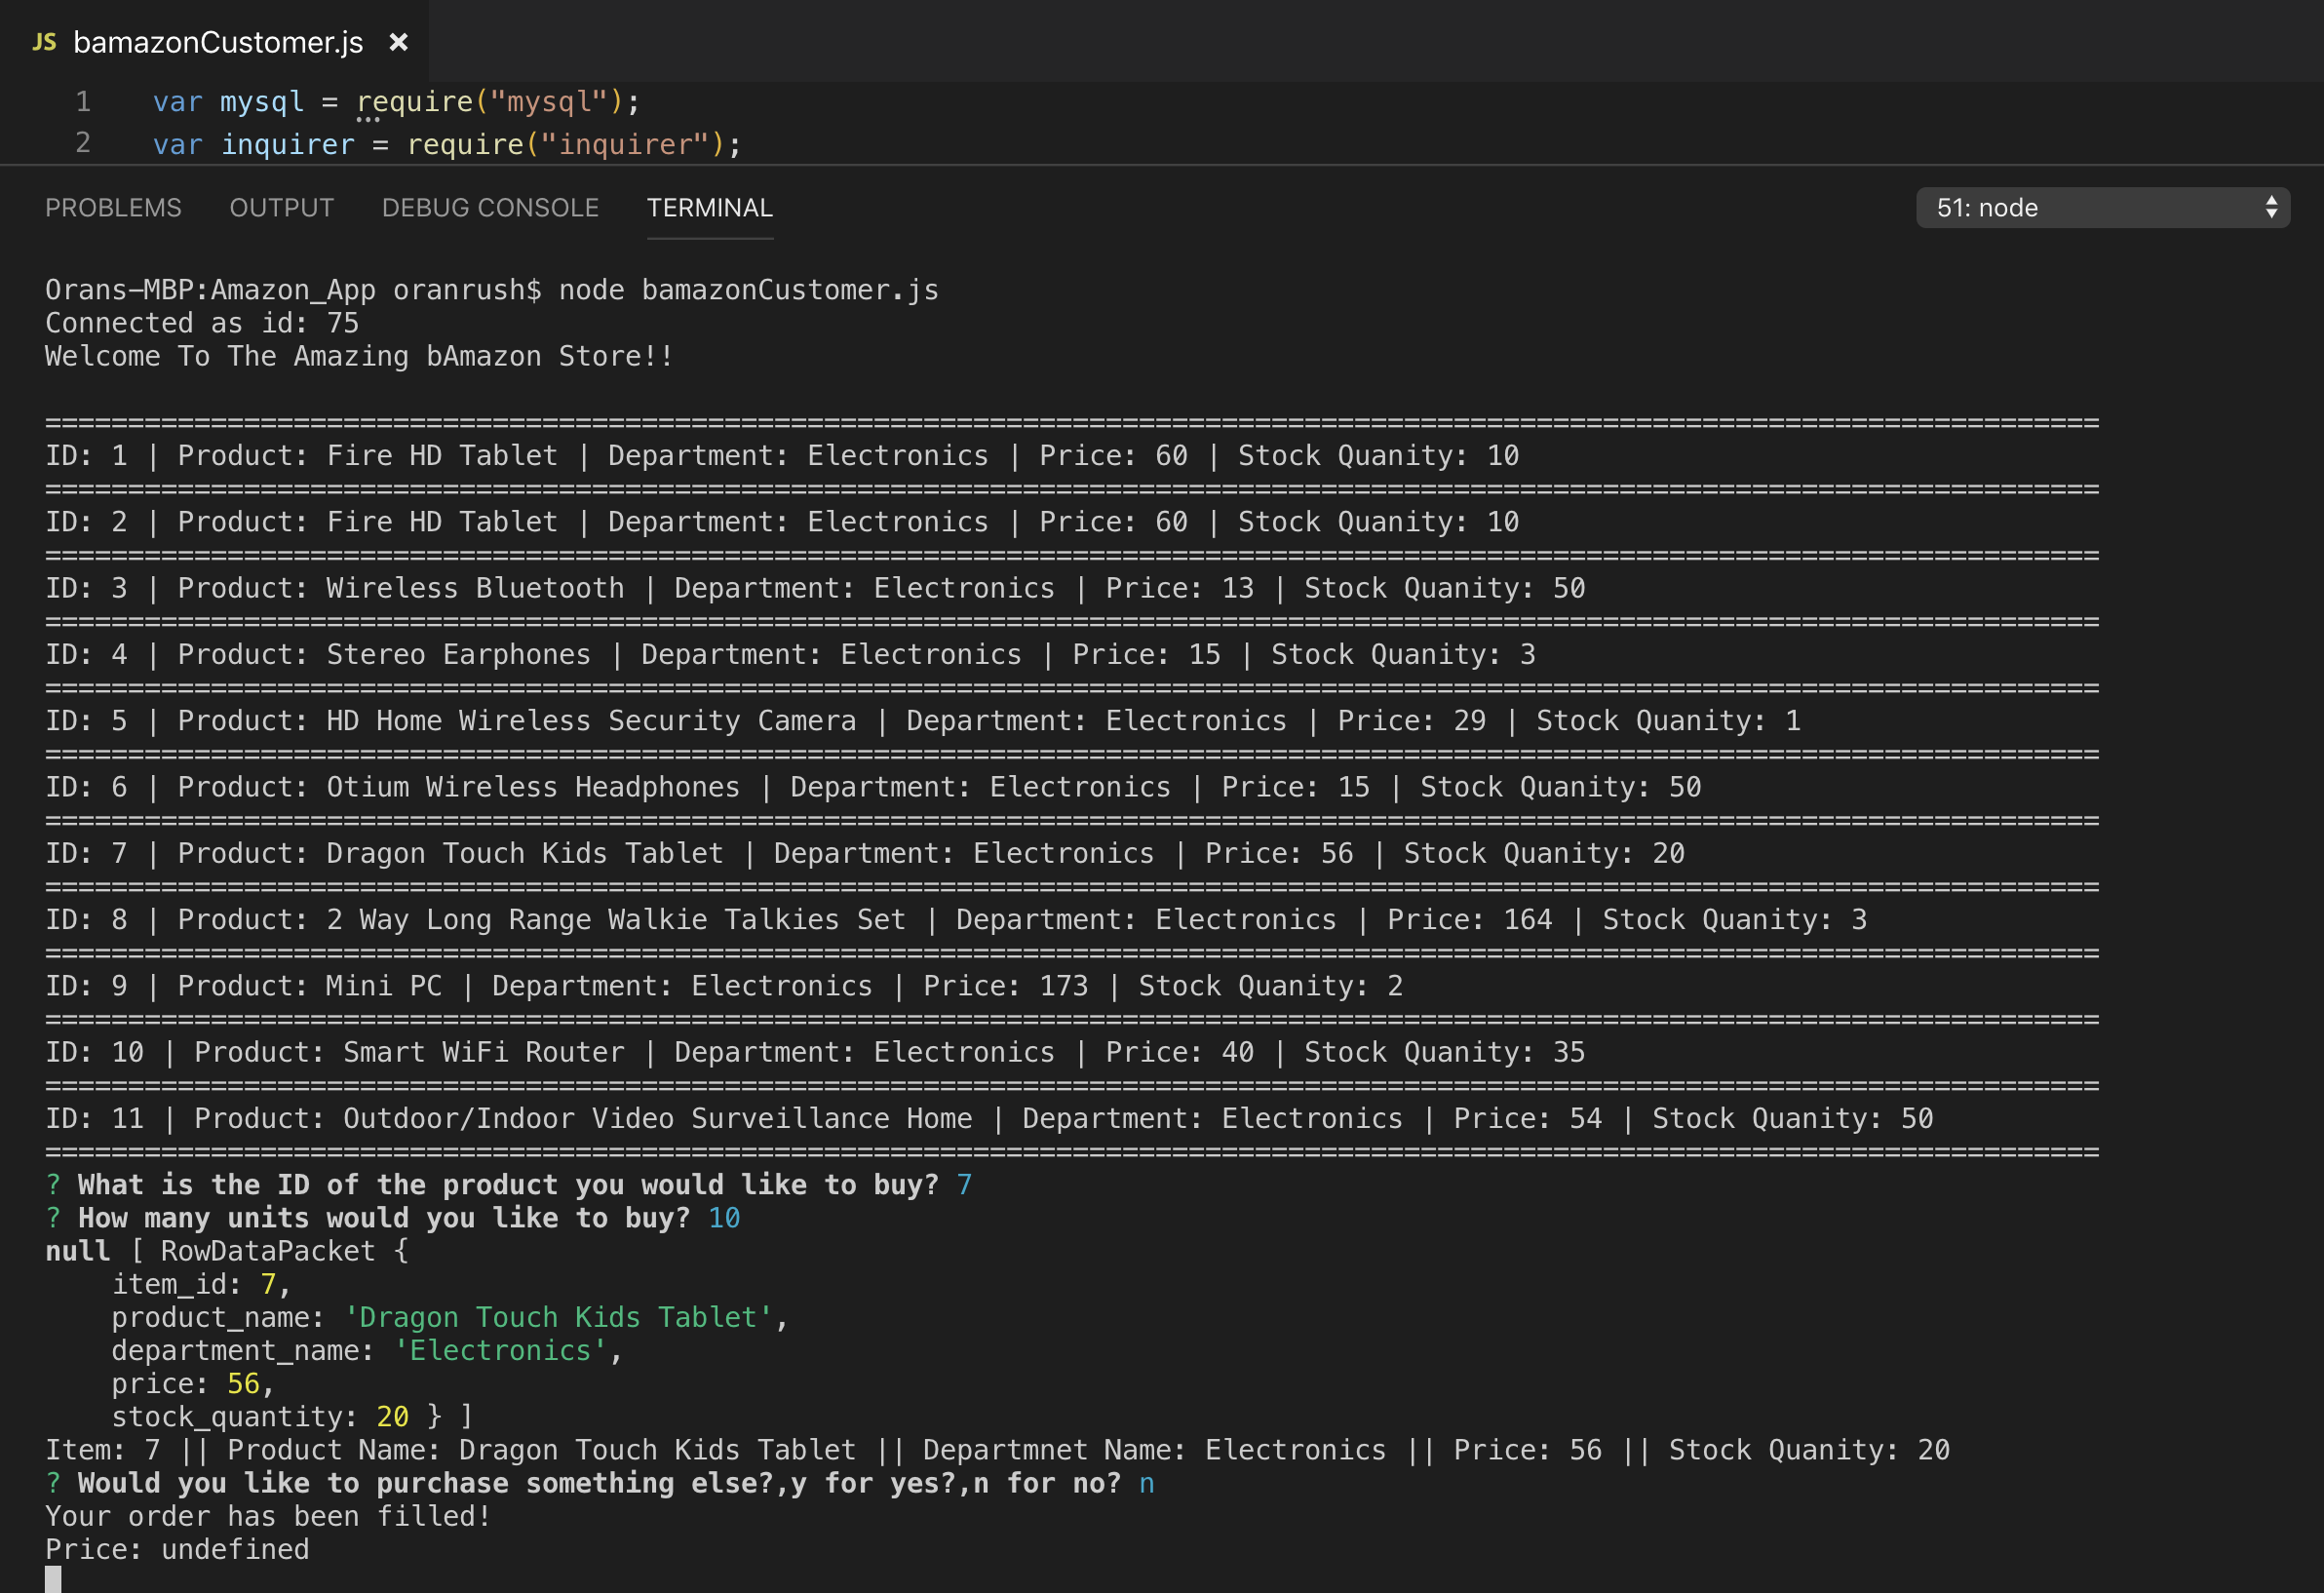 JS bamazonCustomer.js ×
1 var mysql = require("mysql");
2 var inquirer = require("inquirer");
PROBLEMS OUTPUT DEBUG CONSOLE TERMINAL 51: node
Orans-MBP:Amazon_App oranrush$ node bamazonCustomer.js
Connected as id: 75
Welcome To The Amazing bAmazon Store!!
============================================================================================================================
ID: 1 | Product: Fire HD Tablet | Department: Electronics | Price: 60 | Stock Quanity: 10
============================================================================================================================
ID: 2 | Product: Fire HD Tablet | Department: Electronics | Price: 60 | Stock Quanity: 10
============================================================================================================================
ID: 3 | Product: Wireless Bluetooth | Department: Electronics | Price: 13 | Stock Quanity: 50
============================================================================================================================
ID: 4 | Product: Stereo Earphones | Department: Electronics | Price: 15 | Stock Quanity: 3
============================================================================================================================
ID: 5 | Product: HD Home Wireless Security Camera | Department: Electronics | Price: 29 | Stock Quanity: 1
============================================================================================================================
ID: 6 | Product: Otium Wireless Headphones | Department: Electronics | Price: 15 | Stock Quanity: 50
============================================================================================================================
ID: 7 | Product: Dragon Touch Kids Tablet | Department: Electronics | Price: 56 | Stock Quanity: 20
============================================================================================================================
ID: 8 | Product: 2 Way Long Range Walkie Talkies Set | Department: Electronics | Price: 164 | Stock Quanity: 3
============================================================================================================================
ID: 9 | Product: Mini PC | Department: Electronics | Price: 173 | Stock Quanity: 2
============================================================================================================================
ID: 10 | Product: Smart WiFi Router | Department: Electronics | Price: 40 | Stock Quanity: 35
============================================================================================================================
ID: 11 | Product: Outdoor/Indoor Video Surveillance Home | Department: Electronics | Price: 54 | Stock Quanity: 50
============================================================================================================================
? What is the ID of the product you would like to buy? 7
? How many units would you like to buy? 10
null [ RowDataPacket {
    item_id: 7,
    product_name: 'Dragon Touch Kids Tablet',
    department_name: 'Electronics',
    price: 56,
    stock_quantity: 20 } ]
Item: 7 || Product Name: Dragon Touch Kids Tablet || Departmnet Name: Electronics || Price: 56 || Stock Quanity: 20
? Would you like to purchase something else?,y for yes?,n for no? n
Your order has been filled!
Price: undefined